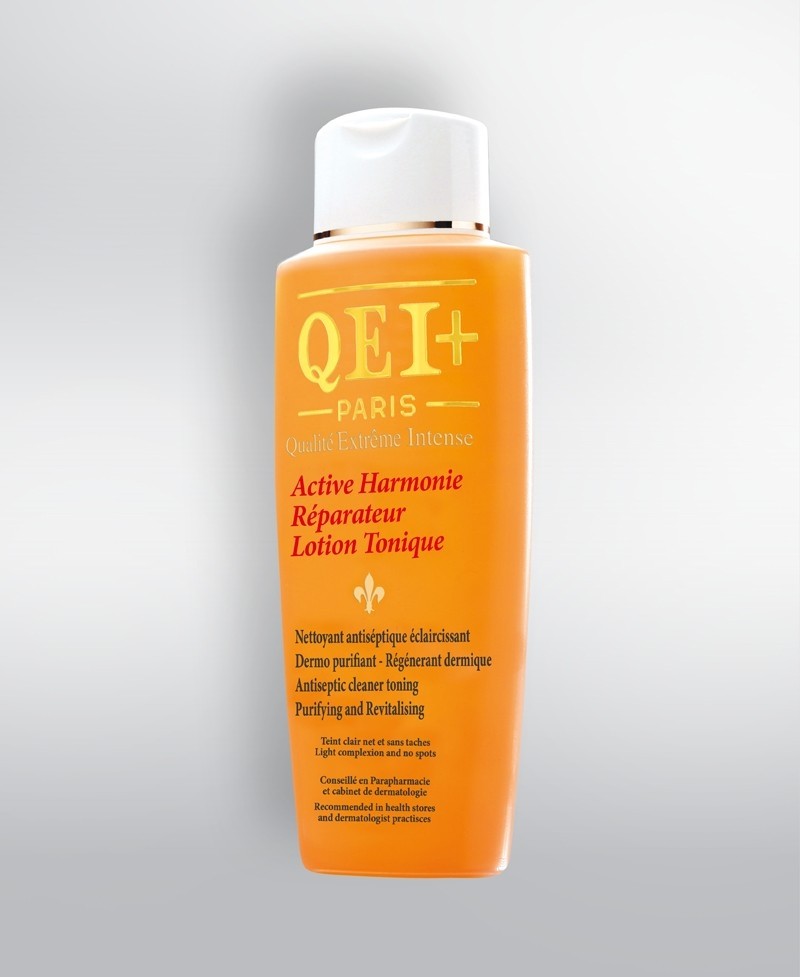 QEI+
PARIS
Qualité Extrême Intense
Active Harmonie
Réparateur
Lotion Tonique
Nettoyant antiséptique éclaircissant
Dermo purifiant - Régénerant dermique
Antiseptic cleaner toning
Purifying and Revitalising
Teint clair net et sans taches
Light complexion and no spots
Conseillé en Parapharmacie
et cabinet de dermatologie
Recommended in health stores
and dermatologist practisces